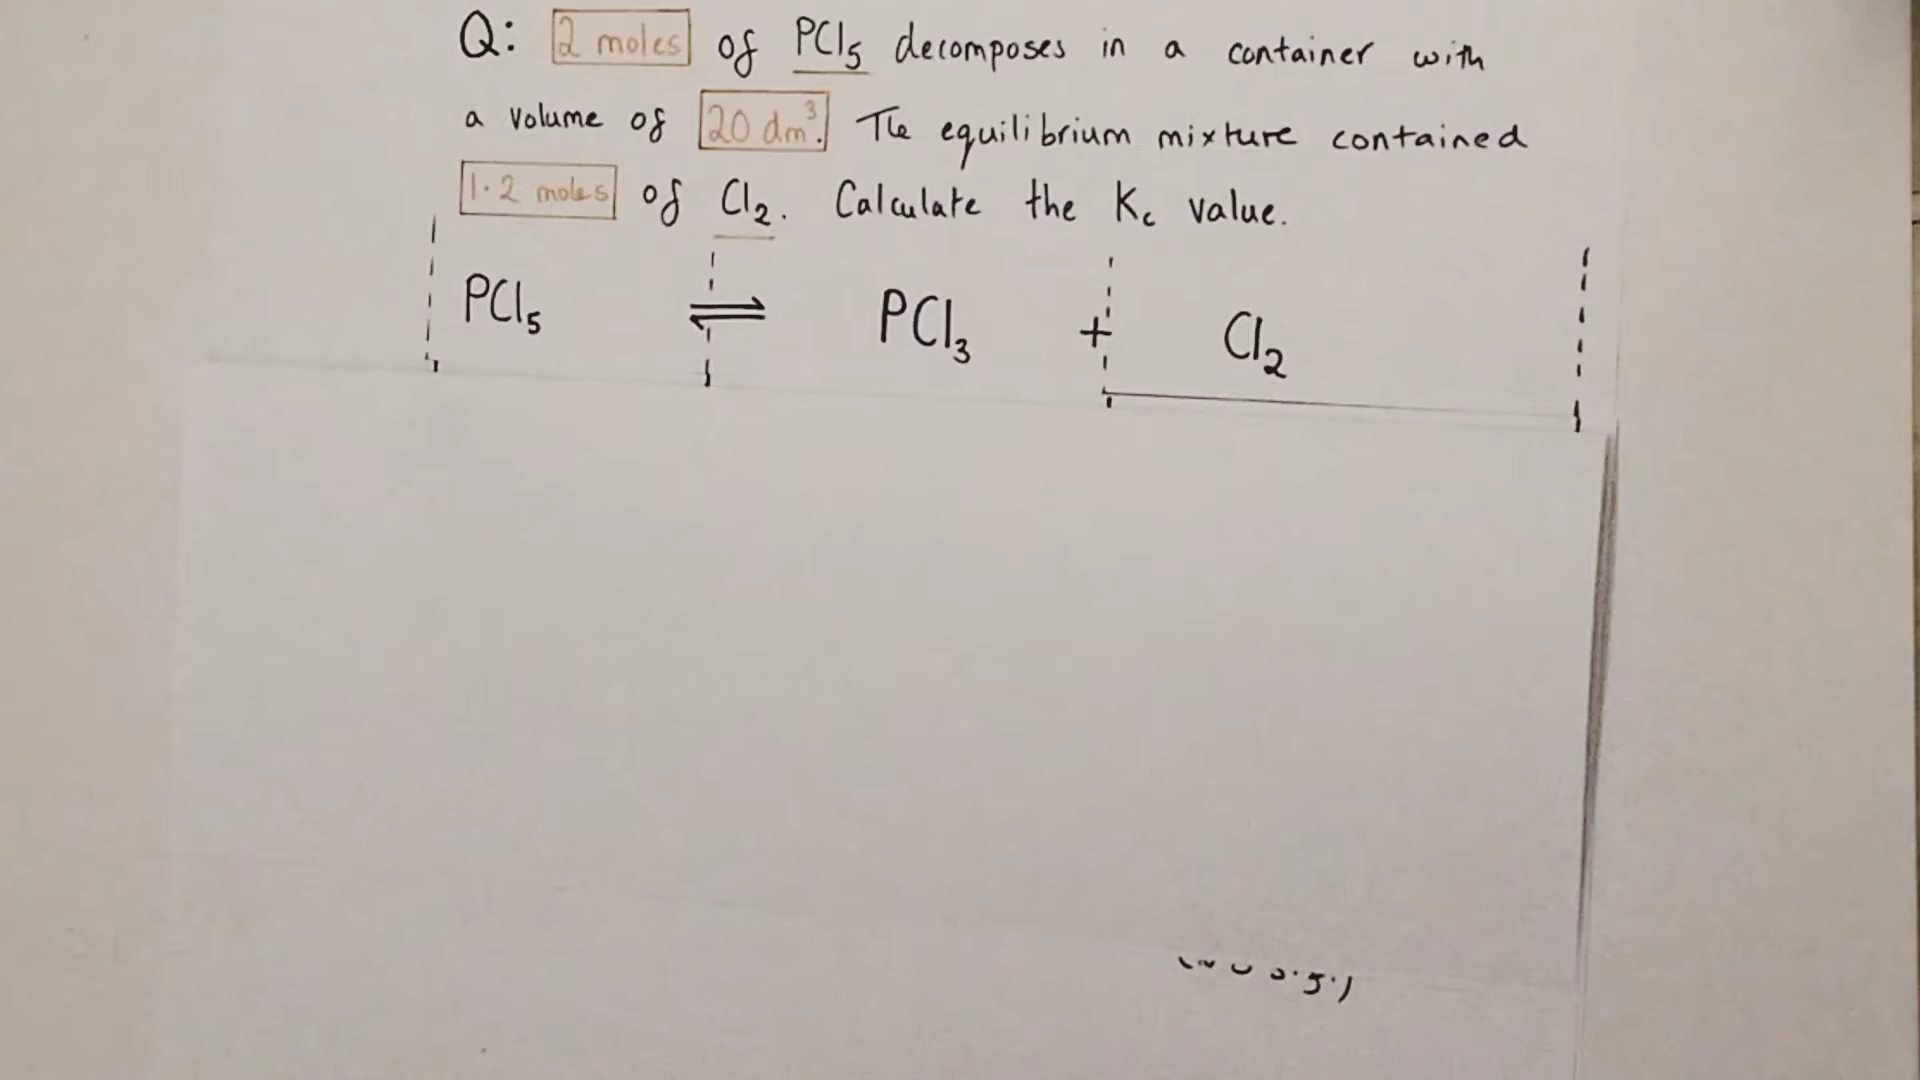 Q: 2 moles of PCl₅ decomposes in a container with
a volume of 20 dm³. The equilibrium mixture contained
1.2 moles of Cl₂. Calculate the Kc value.
PCl₅ ⇌ PCl₃ + Cl₂